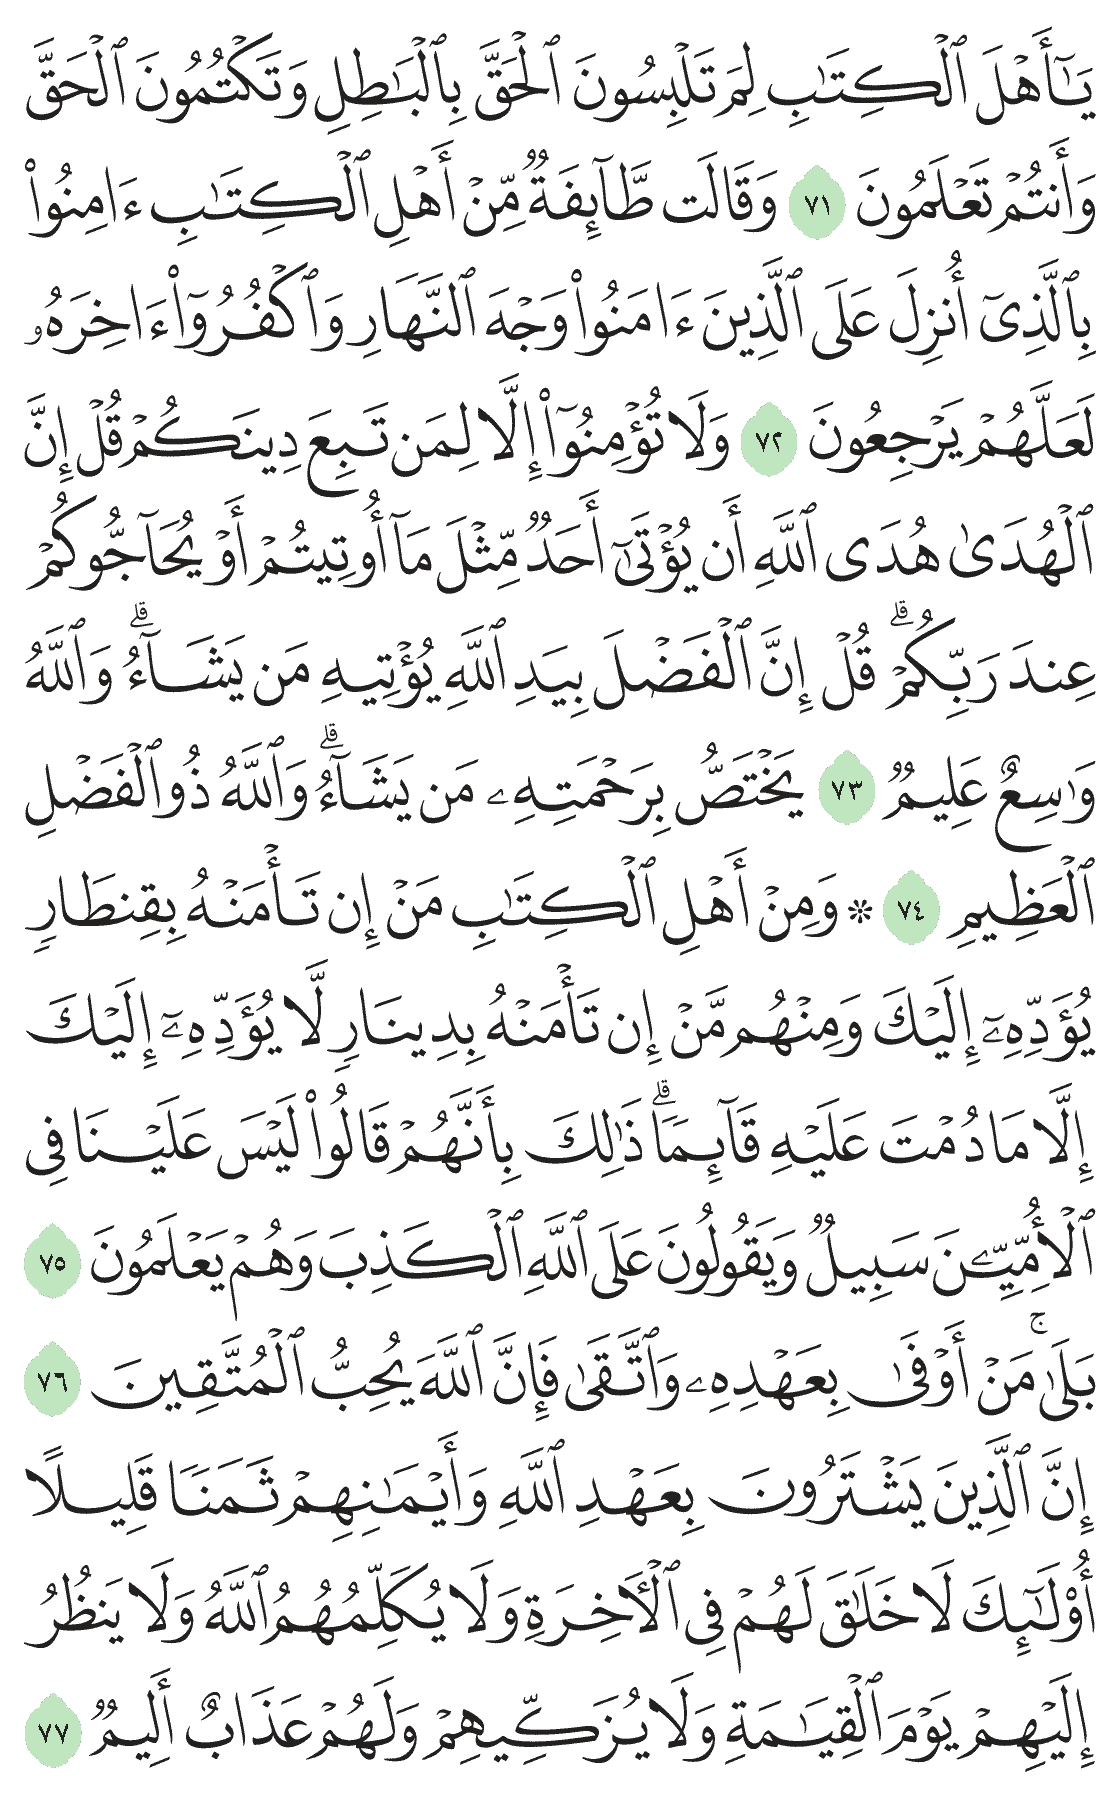 يَـٰٓأَهۡلَ ٱلۡكِتَـٰبِ لِمَ تَلۡبِسُونَ ٱلۡحَقَّ بِٱلۡبَـٰطِلِ وَتَكۡتُمُونَ ٱلۡحَقَّ
وَأَنتُمۡ تَعۡلَمُونَ ٧١ وَقَالَت طَّآئِفَةٞ مِّنۡ أَهۡلِ ٱلۡكِتَـٰبِ ءَامِنُواْ
بِٱلَّذِيٓ أُنزِلَ عَلَى ٱلَّذِينَ ءَامَنُواْ وَجۡهَ ٱلنَّهَارِ وَٱكۡفُرُوٓاْ ءَاخِرَهُۥ
لَعَلَّهُمۡ يَرۡجِعُونَ ٧٢ وَلَا تُؤۡمِنُوٓاْ إِلَّا لِمَن تَبِعَ دِينَكُمۡ قُلۡ إِنَّ
ٱلۡهُدَىٰ هُدَى ٱللَّهِ أَن يُؤۡتَىٰٓ أَحَدٞ مِّثۡلَ مَآ أُوتِيتُمۡ أَوۡ يُحَآجُّوكُمۡ
عِندَ رَبِّكُمۡۗ قُلۡ إِنَّ ٱلۡفَضۡلَ بِيَدِ ٱللَّهِ يُؤۡتِيهِ مَن يَشَآءُۗ وَٱللَّهُ
وَٰسِعٌ عَلِيمٞ ٧٣ يَخۡتَصُّ بِرَحۡمَتِهِۦ مَن يَشَآءُۗ وَٱللَّهُ ذُو ٱلۡفَضۡلِ
ٱلۡعَظِيمِ ٧٤ * وَمِنۡ أَهۡلِ ٱلۡكِتَـٰبِ مَنۡ إِن تَأۡمَنۡهُ بِقِنطَارٖ
يُؤَدِّهِۦٓ إِلَيۡكَ وَمِنۡهُم مَّنۡ إِن تَأۡمَنۡهُ بِدِينَارٖ لَّا يُؤَدِّهِۦٓ إِلَيۡكَ
إِلَّا مَا دُمۡتَ عَلَيۡهِ قَآئِمٗاۗ ذَٰلِكَ بِأَنَّهُمۡ قَالُواْ لَيۡسَ عَلَيۡنَا فِي
ٱلۡأُمِّيِّـۧنَ سَبِيلٞ وَيَقُولُونَ عَلَى ٱللَّهِ ٱلۡكَذِبَ وَهُمۡ يَعۡلَمُونَ ٧٥
بَلَىٰۚ مَنۡ أَوۡفَىٰ بِعَهۡدِهِۦ وَٱتَّقَىٰ فَإِنَّ ٱللَّهَ يُحِبُّ ٱلۡمُتَّقِينَ ٧٦
إِنَّ ٱلَّذِينَ يَشۡتَرُونَ بِعَهۡدِ ٱللَّهِ وَأَيۡمَـٰنِهِمۡ ثَمَنٗا قَلِيلًا
أُوْلَـٰٓئِكَ لَا خَلَـٰقَ لَهُمۡ فِي ٱلۡأٓخِرَةِ وَلَا يُكَلِّمُهُمُ ٱللَّهُ وَلَا يَنظُرُ
إِلَيۡهِمۡ يَوۡمَ ٱلۡقِيَـٰمَةِ وَلَا يُزَكِّيهِمۡ وَلَهُمۡ عَذَابٌ أَلِيمٞ ٧٧